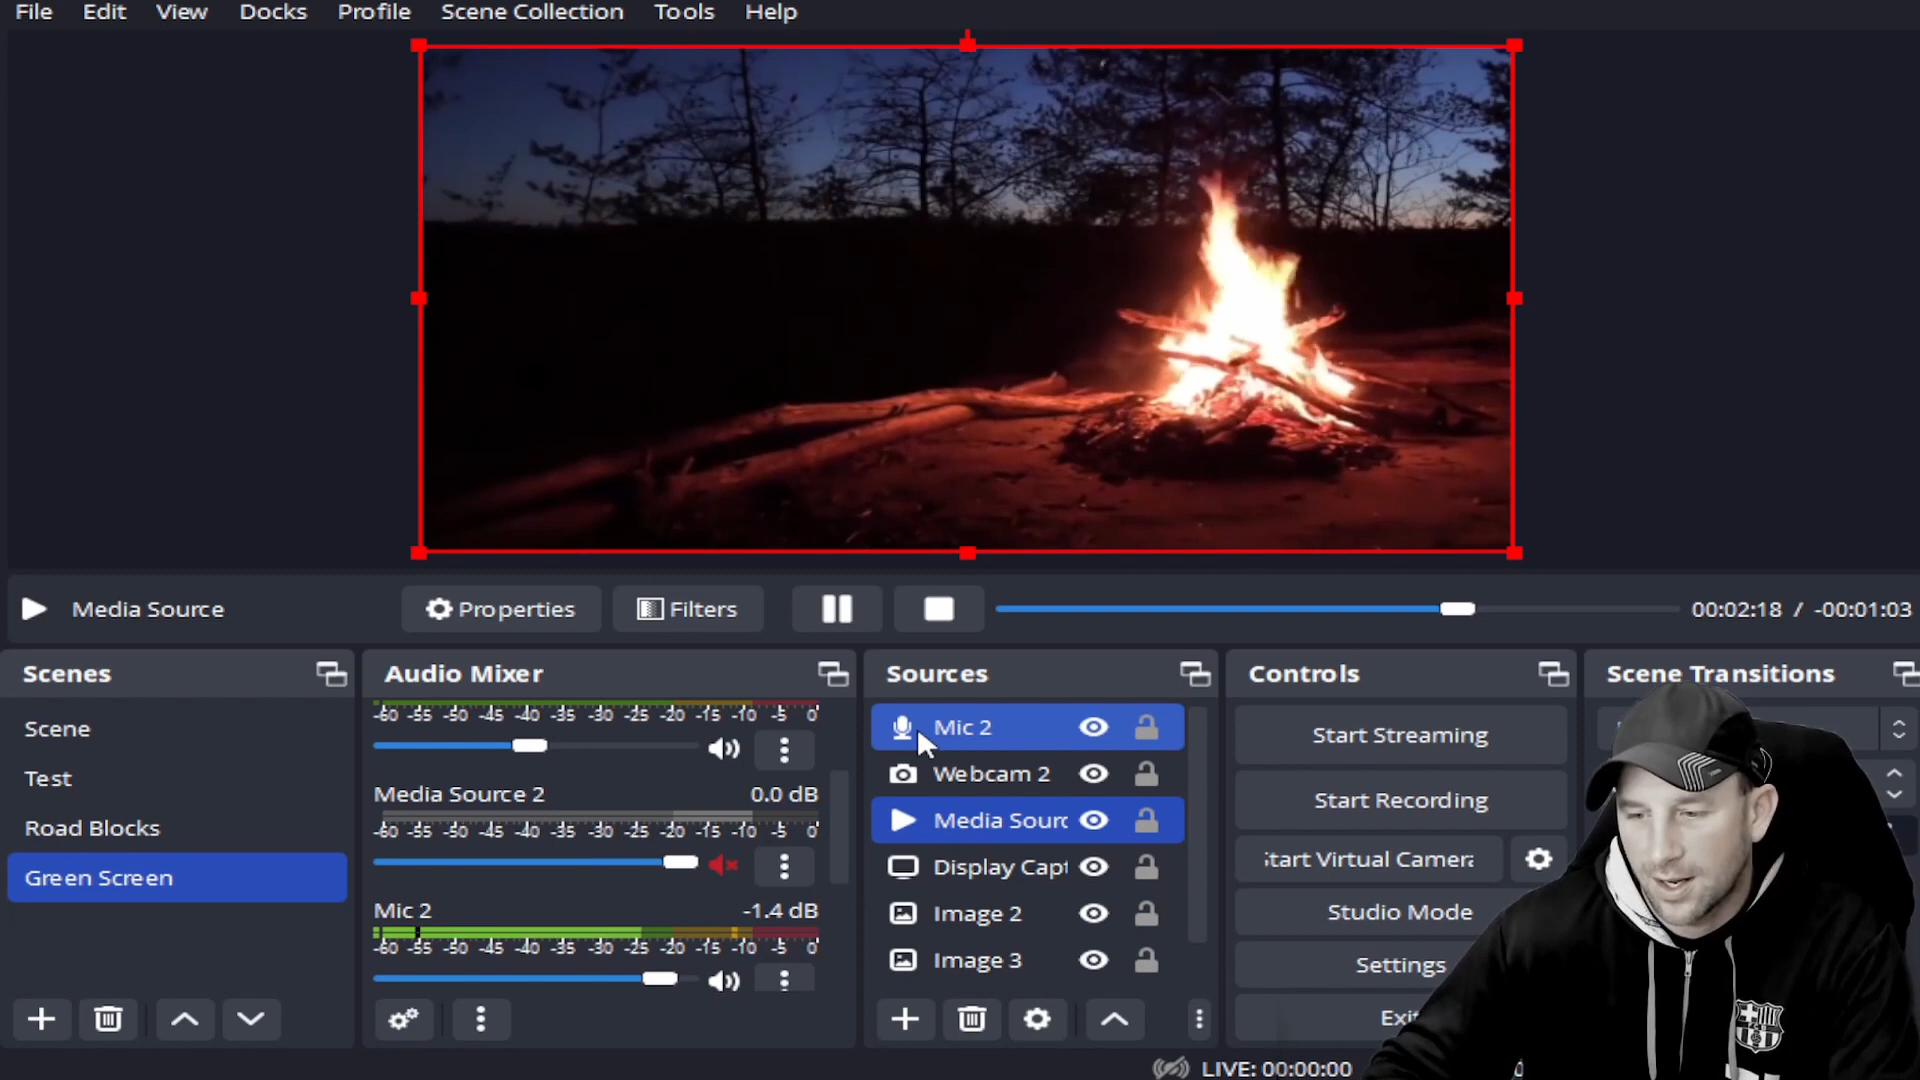 File Edit View Docks Profile Scene Collection Tools Help
Media Source Properties Filters 00:02:18 / -00:01:03
Scenes
Scene
Test
Road Blocks
Green Screen
Audio Mixer
-60 -55 -50 -45 -40 -35 -30 -25 -20 -15 -10 -5 0
Media Source 2 0.0 dB
-60 -55 -50 -45 -40 -35 -30 -25 -20 -15 -10 -5 0
Mic 2 -1.4 dB
-60 -55 -50 -45 -40 -35 -30 -25 -20 -15 -10 -5 0
Sources
Mic 2
Webcam 2
Media Sourc
Display Capt
Image 2
Image 3
Controls
Start Streaming
Start Recording
tart Virtual Camer
Studio Mode
Settings
Exit
Scene Transitions
LIVE: 00:00:00